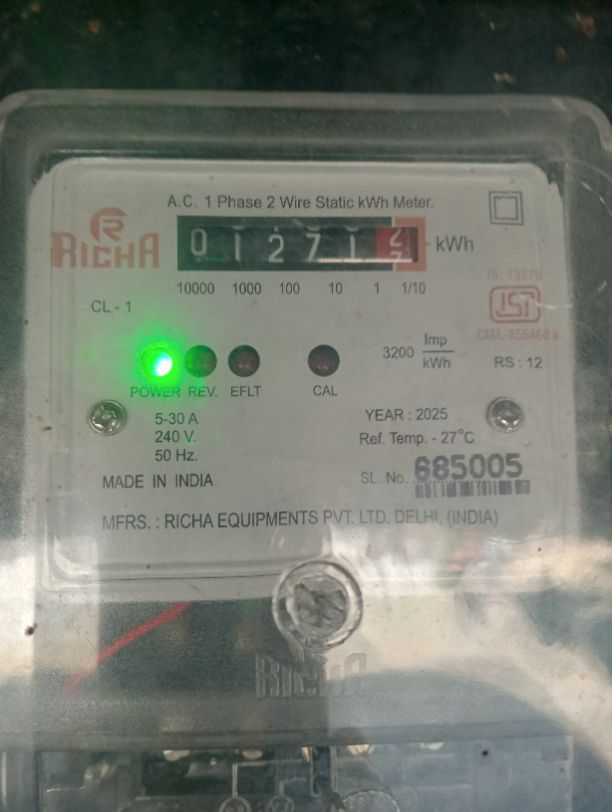 A.C. 1 Phase 2 Wire Static kWh Meter.
RICHA
0 1 2 7 1 kWh
10000 1000 100 10 1 1/10
IS: 13779
CL - 1
ISI
3200 Imp/kWh
RS : 12
POWER REV. EFLT CAL
5-30 A
240 V.
50 Hz.
YEAR : 2025
Ref. Temp. - 27°C
SL. No. 685005
MADE IN INDIA
MFRS. : RICHA EQUIPMENTS PVT. LTD. DELHI, (INDIA)
RICHA